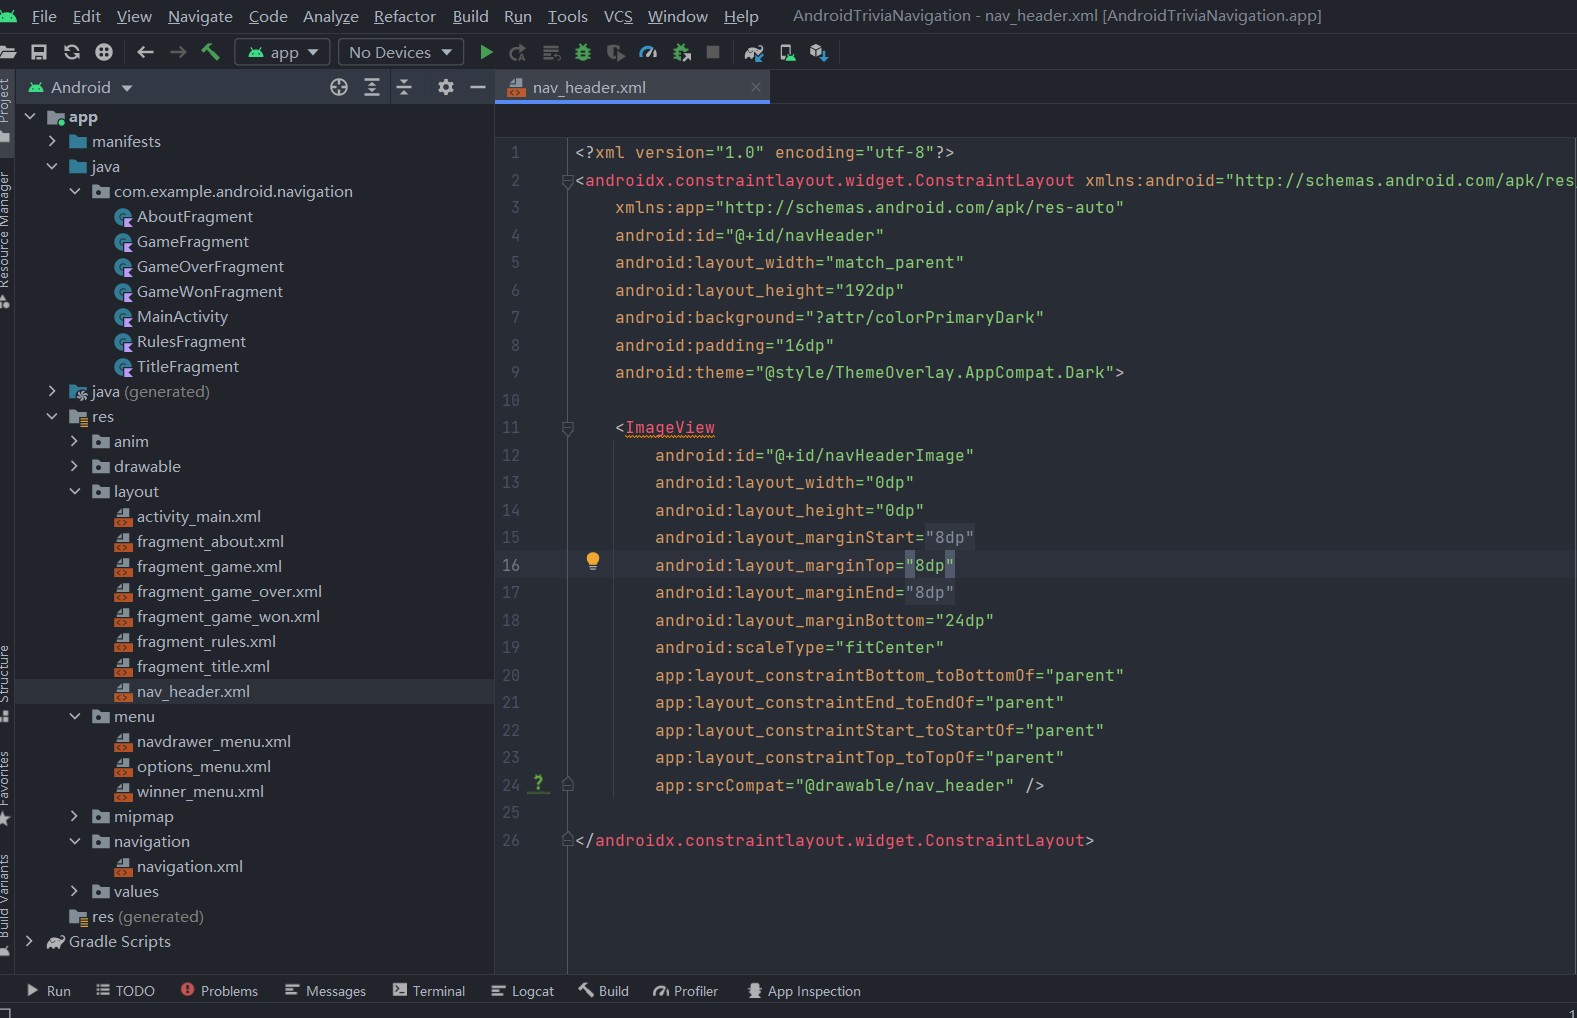 File Edit View Navigate Code Analyze Refactor Build Run Tools VCS Window Help AndroidTriviaNavigation - nav_header.xml [AndroidTriviaNavigation.app]
app No Devices
Project
Resource Manager
Structure
Favorites
Build Variants
Android
app
manifests
java
com.example.android.navigation
AboutFragment
GameFragment
GameOverFragment
GameWonFragment
MainActivity
RulesFragment
TitleFragment
java (generated)
res
anim
drawable
layout
activity_main.xml
fragment_about.xml
fragment_game.xml
fragment_game_over.xml
fragment_game_won.xml
fragment_rules.xml
fragment_title.xml
nav_header.xml
menu
navdrawer_menu.xml
options_menu.xml
winner_menu.xml
mipmap
navigation
navigation.xml
values
res (generated)
Gradle Scripts
nav_header.xml
1 <?xml version="1.0" encoding="utf-8"?>
2 <androidx.constraintlayout.widget.ConstraintLayout xmlns:android="http://schemas.android.com/apk/res
3 xmlns:app="http://schemas.android.com/apk/res-auto"
4 android:id="@+id/navHeader"
5 android:layout_width="match_parent"
6 android:layout_height="192dp"
7 android:background="?attr/colorPrimaryDark"
8 android:padding="16dp"
9 android:theme="@style/ThemeOverlay.AppCompat.Dark">
10
11 <ImageView
12 android:id="@+id/navHeaderImage"
13 android:layout_width="0dp"
14 android:layout_height="0dp"
15 android:layout_marginStart="8dp"
16 android:layout_marginTop="8dp"
17 android:layout_marginEnd="8dp"
18 android:layout_marginBottom="24dp"
19 android:scaleType="fitCenter"
20 app:layout_constraintBottom_toBottomOf="parent"
21 app:layout_constraintEnd_toEndOf="parent"
22 app:layout_constraintStart_toStartOf="parent"
23 app:layout_constraintTop_toTopOf="parent"
24 ? app:srcCompat="@drawable/nav_header" />
25
26 </androidx.constraintlayout.widget.ConstraintLayout>
Run TODO Problems Messages Terminal Logcat Build Profiler App Inspection